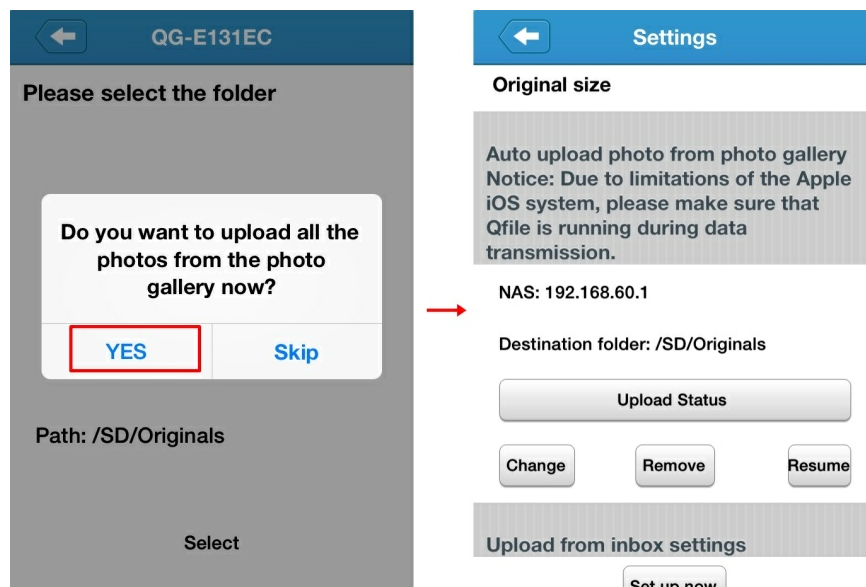 QG-E131EC
Please select the folder
Do you want to upload all the
photos from the photo
gallery now?
YES
Skip
Path: /SD/Originals
Select
Settings
Original size
Auto upload photo from photo gallery
Notice: Due to limitations of the Apple
iOS system, please make sure that
Qfile is running during data
transmission.
NAS: 192.168.60.1
Destination folder: /SD/Originals
Upload Status
Change
Remove
Resume
Upload from inbox settings
Set up now